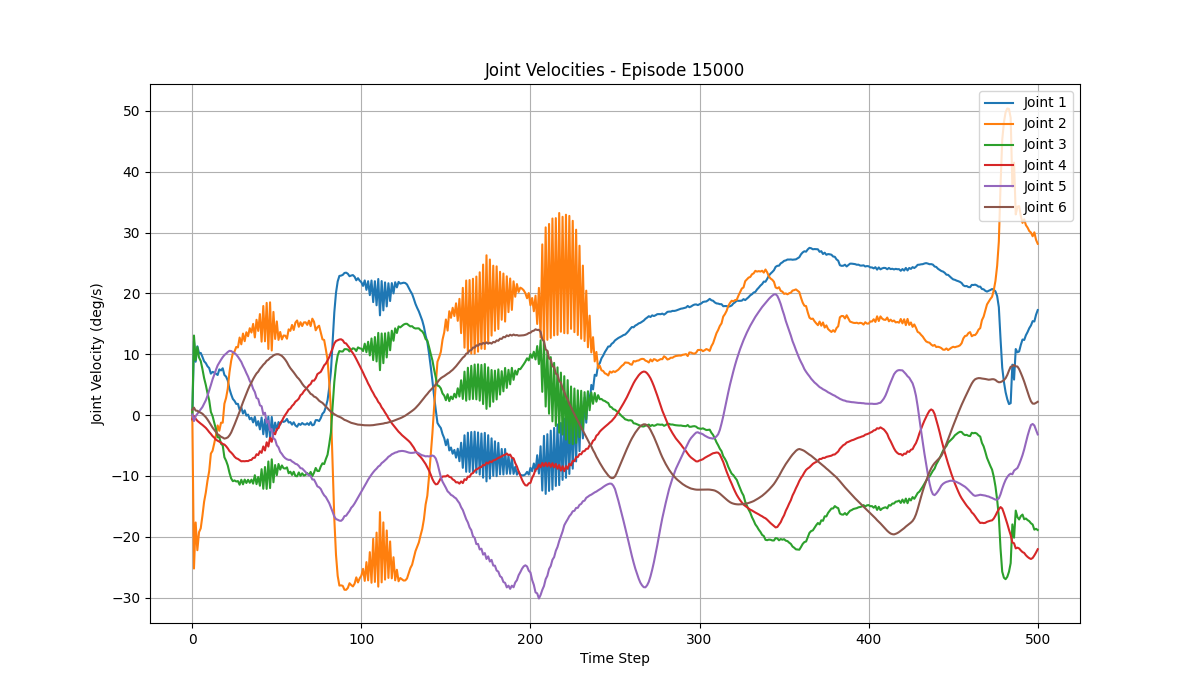 Joint Velocities - Episode 15000
Joint Velocity (deg/s)
50
40
30
20
10
0
−10
−20
−30
Joint 1
Joint 2
Joint 3
Joint 4
Joint 5
Joint 6
0
100
200
300
400
500
Time Step